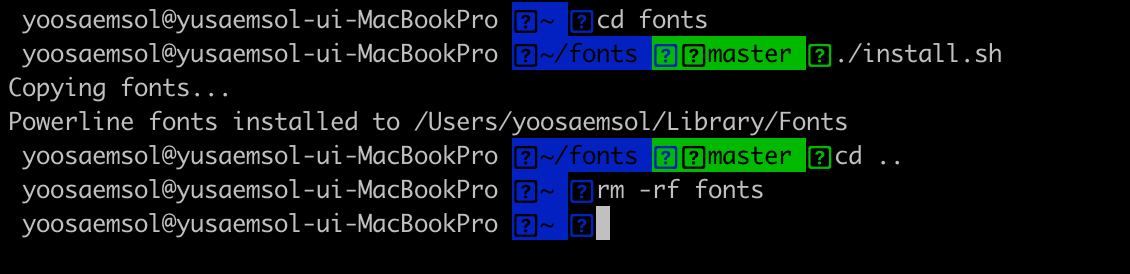 yoosaemsol@yusaemsol-ui-MacBookPro ~ cd fonts
yoosaemsol@yusaemsol-ui-MacBookPro ~/fonts master ./install.sh
Copying fonts...
Powerline fonts installed to /Users/yoosaemsol/Library/Fonts
yoosaemsol@yusaemsol-ui-MacBookPro ~/fonts master cd ..
yoosaemsol@yusaemsol-ui-MacBookPro ~ rm -rf fonts
yoosaemsol@yusaemsol-ui-MacBookPro ~